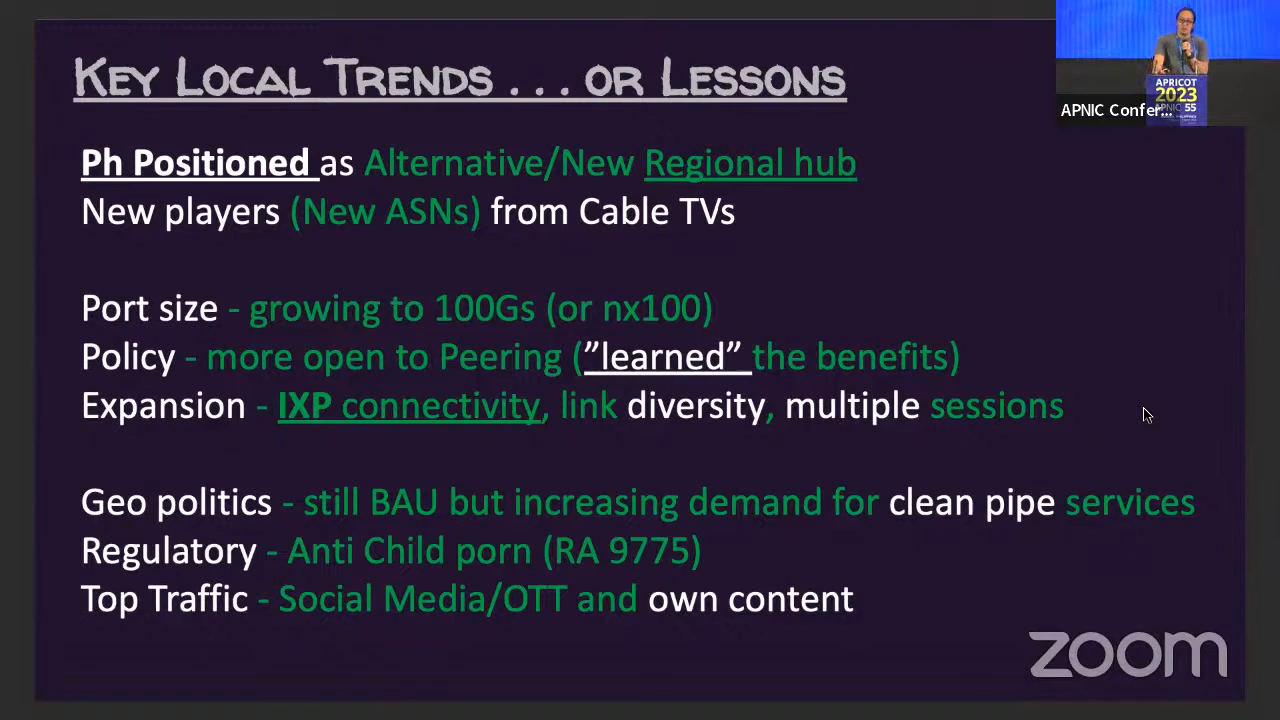 KEY LOCAL TRENDS . . . OR LESSONS
Ph Positioned as Alternative/New Regional hub
New players (New ASNs) from Cable TVs
Port size - growing to 100Gs (or nx100)
Policy - more open to Peering (”learned” the benefits)
Expansion - IXP connectivity, link diversity, multiple sessions
Geo politics - still BAU but increasing demand for clean pipe services
Regulatory - Anti Child porn (RA 9775)
Top Traffic - Social Media/OTT and own content
APRICOT
2023
APNIC 55
APNIC Confer...
zoom